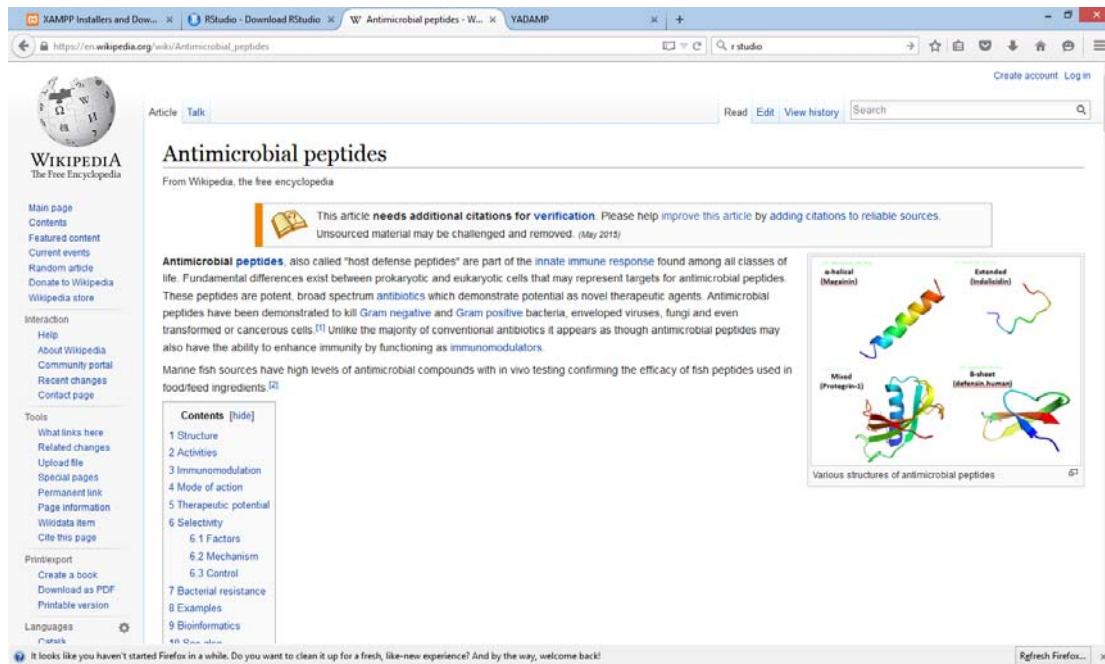 XAMPP Installers and Dow...
RStudio - Download RStudio
W Antimicrobial peptides - W...
YADAMP
https://en.wikipedia.org/wiki/Antimicrobial_peptides
r studio
Create account Log in
Article Talk
Read Edit View history
Search
WIKIPEDIA
The Free Encyclopedia
Main page
Contents
Featured content
Current events
Random article
Donate to Wikipedia
Wikipedia store
Interaction
Help
About Wikipedia
Community portal
Recent changes
Contact page
Tools
What links here
Related changes
Upload file
Special pages
Permanent link
Page information
Wikidata item
Cite this page
Print/export
Create a book
Download as PDF
Printable version
Languages
Català
Antimicrobial peptides
From Wikipedia, the free encyclopedia
This article needs additional citations for verification. Please help improve this article by adding citations to reliable sources.
Unsourced material may be challenged and removed. (May 2015)
Antimicrobial peptides, also called "host defense peptides" are part of the innate immune response found among all classes of
life. Fundamental differences exist between prokaryotic and eukaryotic cells that may represent targets for antimicrobial peptides.
These peptides are potent, broad spectrum antibiotics which demonstrate potential as novel therapeutic agents. Antimicrobial
peptides have been demonstrated to kill Gram negative and Gram positive bacteria, enveloped viruses, fungi and even
transformed or cancerous cells.[1] Unlike the majority of conventional antibiotics it appears as though antimicrobial peptides may
also have the ability to enhance immunity by functioning as immunomodulators.
Marine fish sources have high levels of antimicrobial compounds with in vivo testing confirming the efficacy of fish peptides used in
food/feed ingredients.[2]
Contents [hide]
1 Structure
2 Activities
3 Immunomodulation
4 Mode of action
5 Therapeutic potential
6 Selectivity
6.1 Factors
6.2 Mechanism
6.3 Control
7 Bacterial resistance
8 Examples
9 Bioinformatics
10 See also
α-helical
(Magainin)
Extended
(Indolicidin)
Mixed
(Protegrin-1)
B-sheet
(defensin human)
Various structures of antimicrobial peptides
It looks like you haven't started Firefox in a while. Do you want to clean it up for a fresh, like-new experience? And by the way, welcome back!
Refresh Firefox...